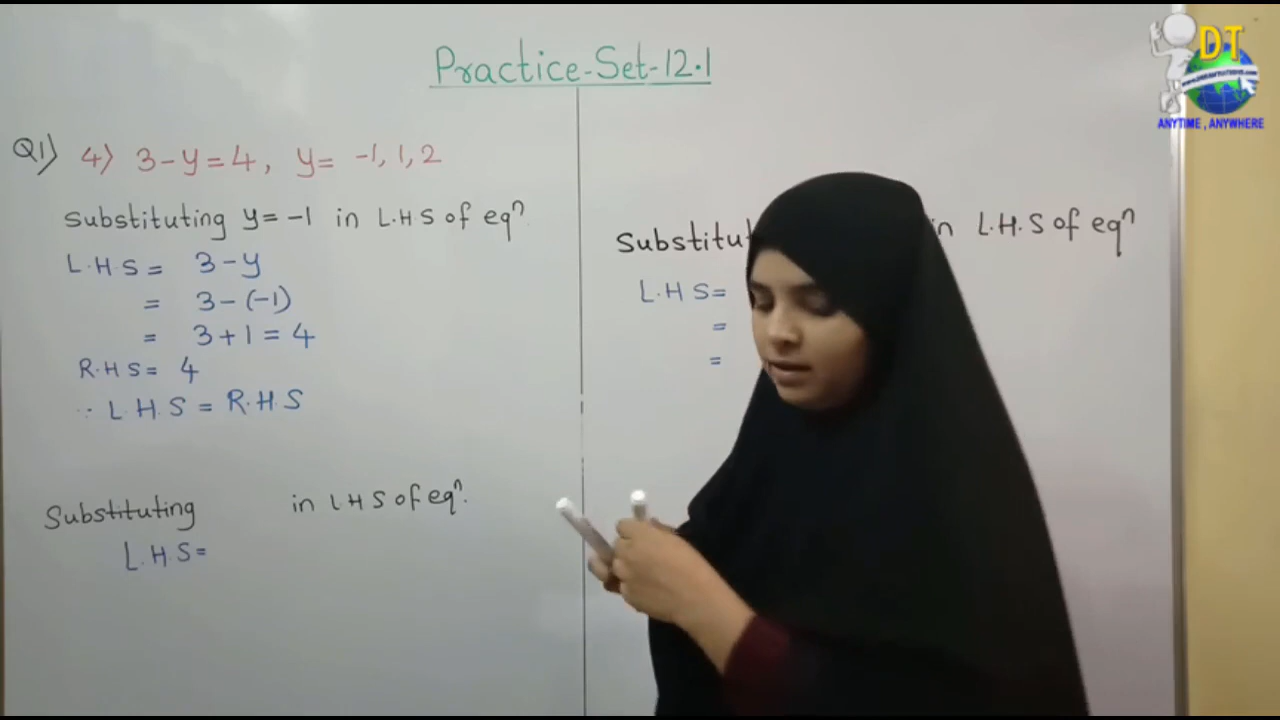 Practice-Set-12.1
Q1) 4) 3-y=4, y= -1, 1, 2
Substituting y=-1 in L.H.S of eqⁿ
L.H.S = 3-y
= 3-(-1)
= 3+1=4
R.H.S= 4
∵ L.H.S = R.H.S
Substituting in L.H.S of eqⁿ.
L.H.S=
in L.H.S of eqⁿ
L.H.S=
=
=
DT
ANYTIME, ANYWHERE